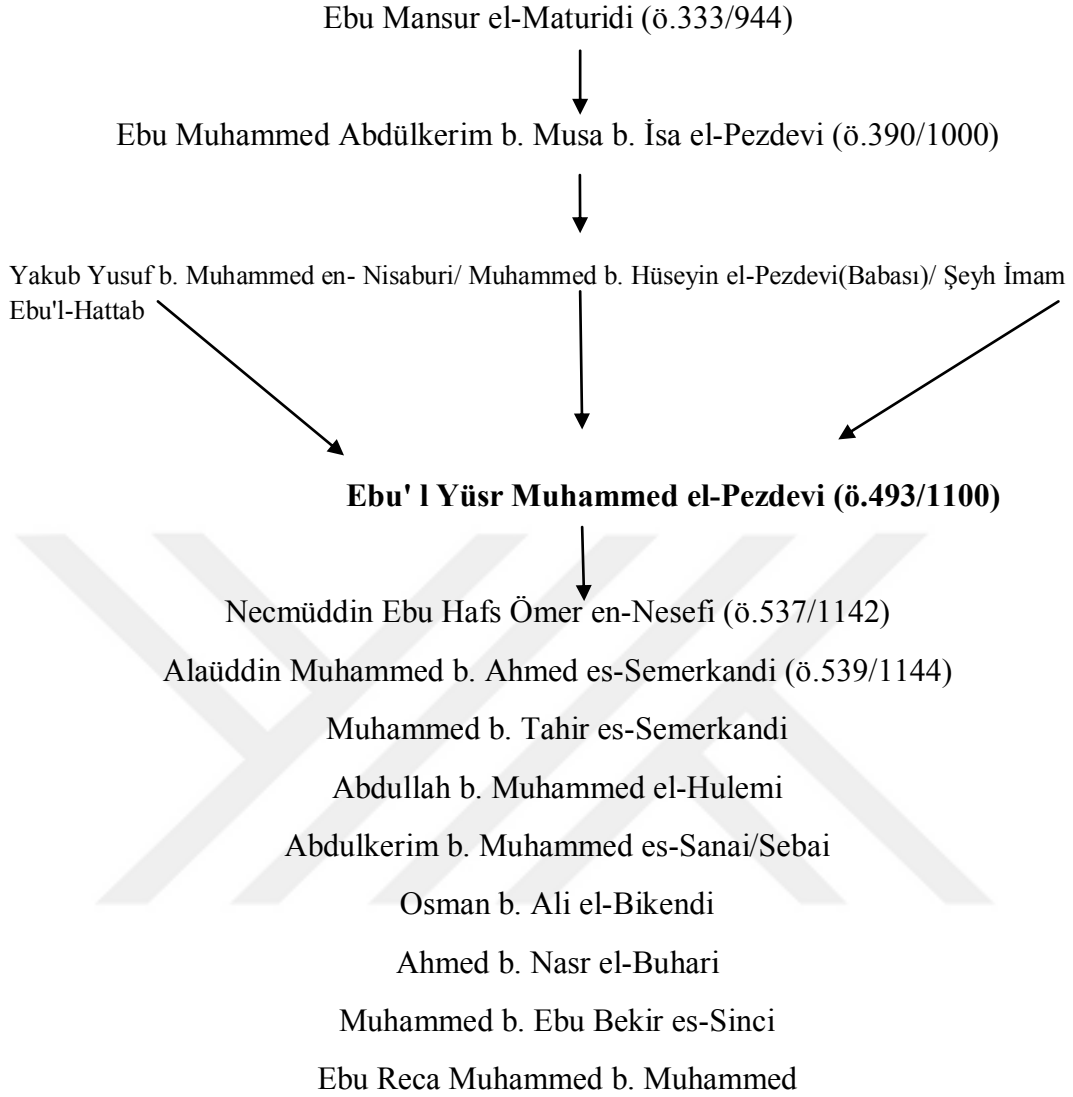 Ebu Mansur el-Maturidi (ö.333/944)
Ebu Muhammed Abdülkerim b. Musa b. İsa el-Pezdevi (ö.390/1000)
Yakub Yusuf b. Muhammed en- Nisaburi/ Muhammed b. Hüseyin el-Pezdevi(Babası)/ Şeyh İmam
Ebu'l-Hattab
Ebu' l Yüsr Muhammed el-Pezdevi (ö.493/1100)
Necmüddin Ebu Hafs Ömer en-Nesefi (ö.537/1142)
Alaüddin Muhammed b. Ahmed es-Semerkandi (ö.539/1144)
Muhammed b. Tahir es-Semerkandi
Abdullah b. Muhammed el-Hulemi
Abdulkerim b. Muhammed es-Sanai/Sebai
Osman b. Ali el-Bikendi
Ahmed b. Nasr el-Buhari
Muhammed b. Ebu Bekir es-Sinci
Ebu Reca Muhammed b. Muhammed